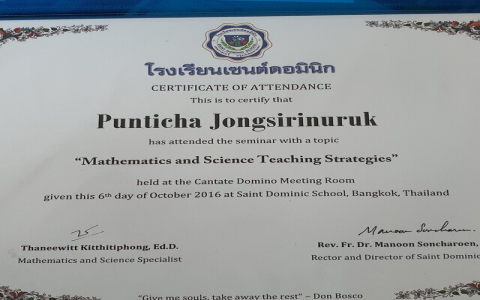 โรงเรียนเซนต์ดอมินิก
CERTIFICATE OF ATTENDANCE
This is to certify that
Punticha Jongsirinuruk
has attended the seminar with a topic
“Mathematics and Science Teaching Strategies”
held at the Cantate Domino Meeting Room
given this 6th day of October 2016 at Saint Dominic School, Bangkok, Thailand
Thaneewitt Kitthitiphong, Ed.D.
Mathematics and Science Specialist
Rev. Fr. Dr. Manoon Soncharoen,
Rector and Director of Saint Dominic
“Give me souls, take away the rest” – Don Bosco